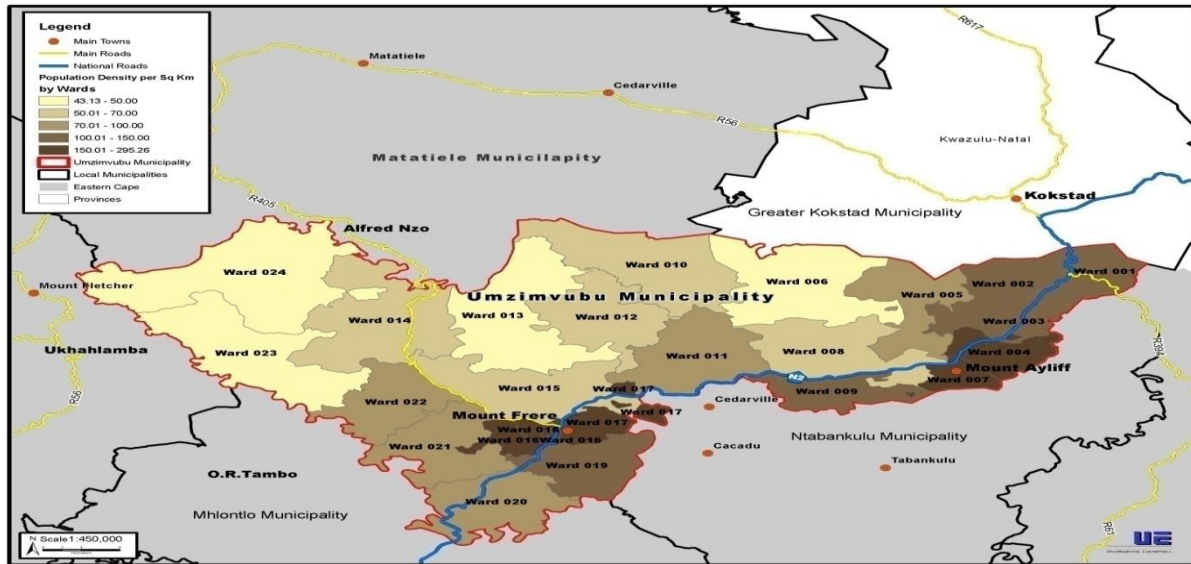 Legend
Main Towns
Main Roads
National Roads
Population Density per Sq Km
by Wards
43.13 - 50.00
50.01 - 70.00
70.01 - 100.00
100.01 - 150.00
150.01 - 295.26
Umzimvubu Municipality
Local Municipalities
Eastern Cape
Provinces
R617
Matatiele
Cedarville
R56
Kwazulu-Natal
Matatiele Municilapity
Kokstad
R405
Greater Kokstad Municipality
Alfred Nzo
Ward 024
Ward 010
Ward 006
Ward 001
Ward 002
Mount Fletcher
Ward 005
Umzimvubu Municipality
Ward 014
Ward 013
Ward 012
Ward 003
Ukhahlamba
Ward 023
Ward 011
Ward 008
Ward 004
R394
Mount Ayliff
Ward 007
N2
R56
Ward 015
Ward 017
Ward 009
Ward 022
Mount Frere
Ward 017
Cedarville
Ward 018
Ward 017
Ward 016
Ward 016
Ward 021
Ntabankulu Municipality
Cacadu
Ward 019
Tabankulu
O.R.Tambo
Ward 020
Mhlontlo Municipality
R61
N
Scale 1:450,000
UE